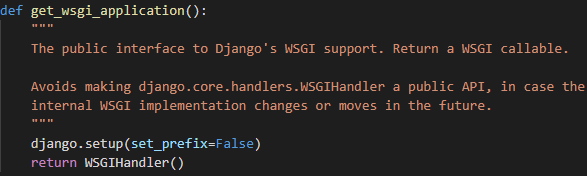 def get_wsgi_application():
    """
    The public interface to Django's WSGI support. Return a WSGI callable.

    Avoids making django.core.handlers.WSGIHandler a public API, in case the
    internal WSGI implementation changes or moves in the future.
    """
    django.setup(set_prefix=False)
    return WSGIHandler()